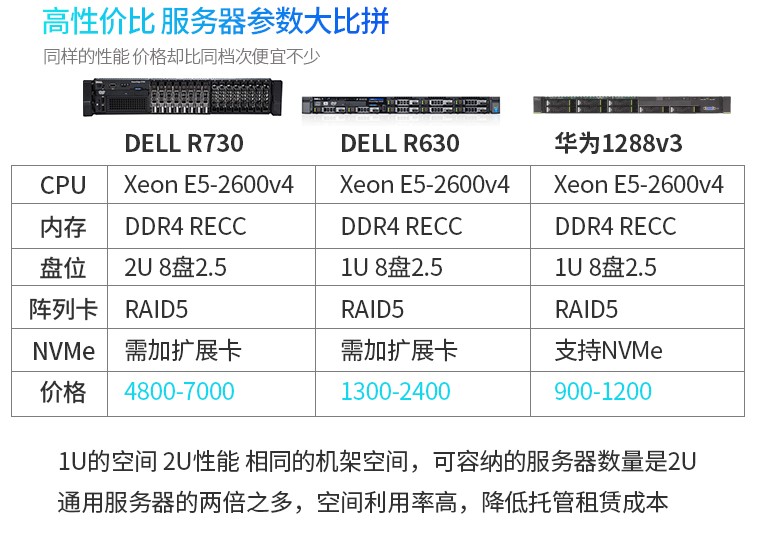 高性价比 服务器参数大比拼
同样的性能 价格却比同档次便宜不少
DELL R730 DELL R630 华为1288v3
CPU Xeon E5-2600v4 Xeon E5-2600v4 Xeon E5-2600v4
内存 DDR4 RECC DDR4 RECC DDR4 RECC
盘位 2U 8盘2.5 1U 8盘2.5 1U 8盘2.5
阵列卡 RAID5 RAID5 RAID5
NVMe 需加扩展卡 需加扩展卡 支持NVMe
价格 4800-7000 1300-2400 900-1200
1U的空间 2U性能 相同的机架空间，可容纳的服务器数量是2U
通用服务器的两倍之多，空间利用率高，降低托管租赁成本